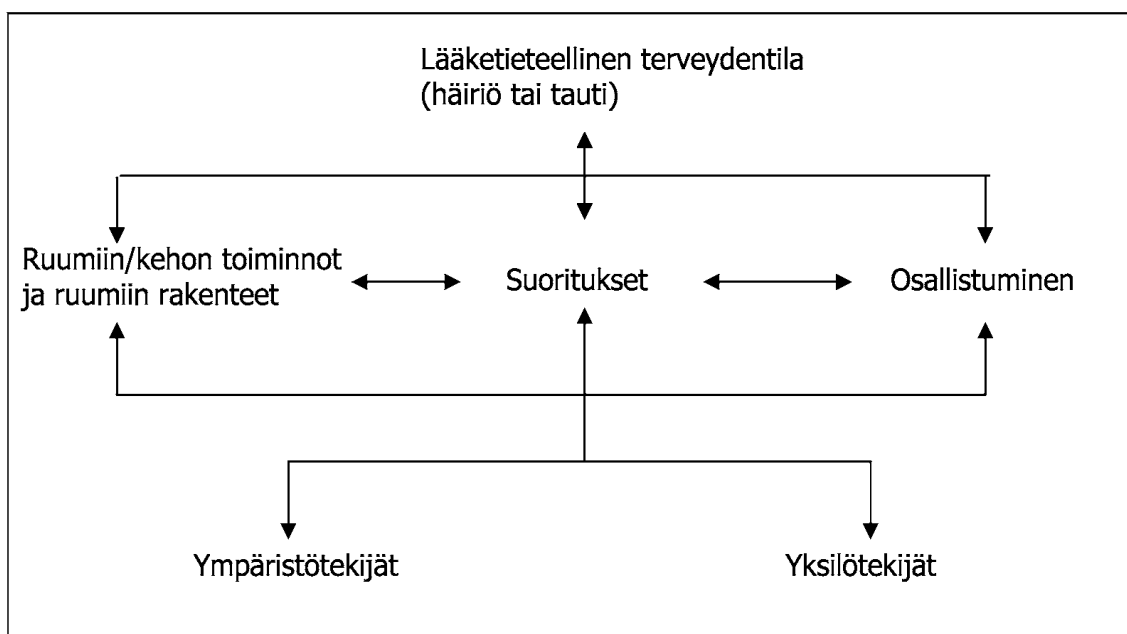 Lääketieteellinen terveydentila
(häiriö tai tauti)
Ruumiin/kehon toiminnot
ja ruumiin rakenteet
Suoritukset
Osallistuminen
Ympäristötekijät
Yksilötekijät